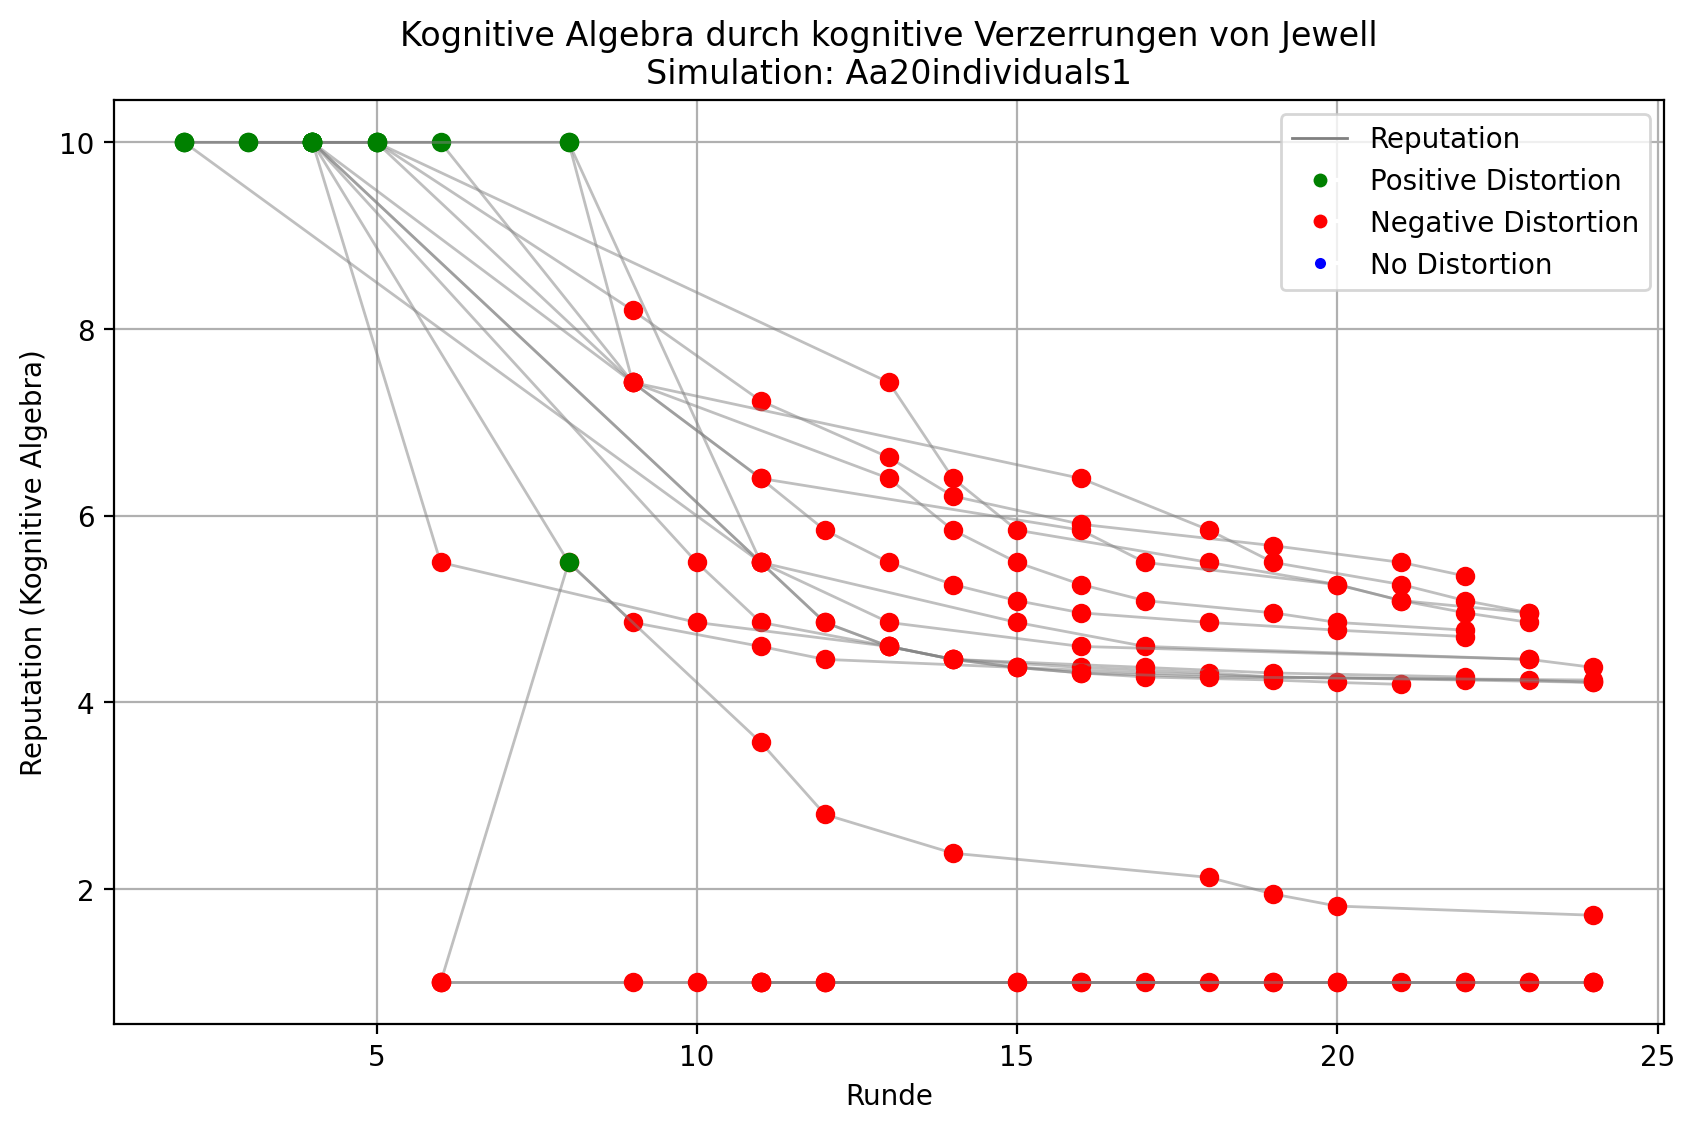 Kognitive Algebra durch kognitive Verzerrungen von Jewell
Simulation: Aa20individuals1
Reputation
Positive Distortion
Negative Distortion
No Distortion
Reputation (Kognitive Algebra)
10
8
6
4
2
5
10
15
20
25
Runde